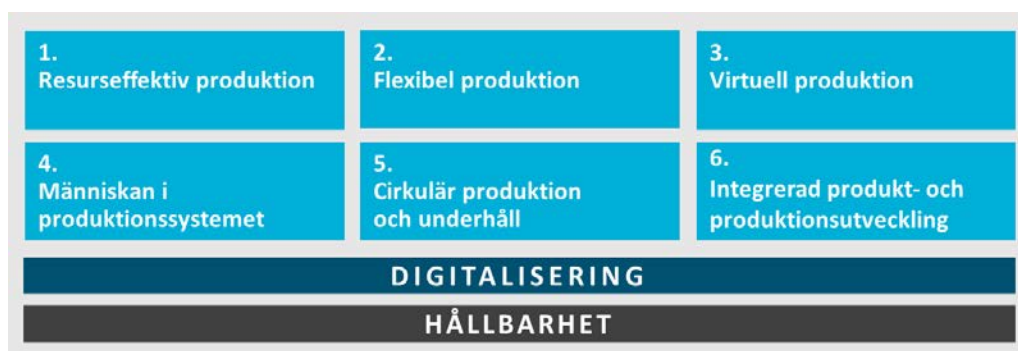 1.
Resurseffektiv produktion
2.
Flexibel produktion
3.
Virtuell produktion
4.
Människan i
produktionssystemet
5.
Cirkulär produktion
och underhåll
6.
Integrerad produkt- och
produktionsutveckling
DIGITALISERING
HÅLLBARHET